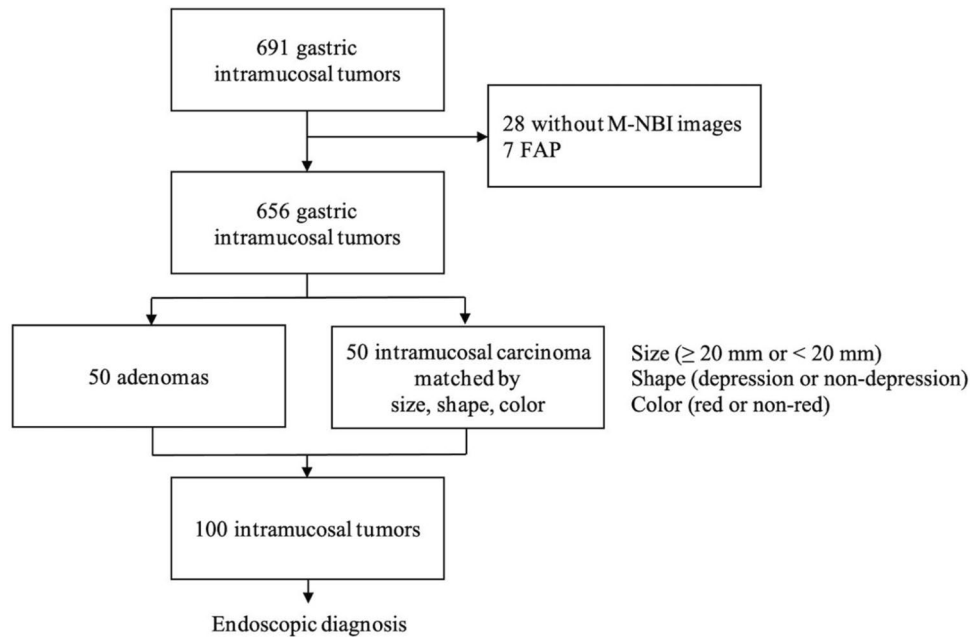 691 gastric
intramucosal tumors
28 without M-NBI images
7 FAP
656 gastric
intramucosal tumors
50 adenomas
50 intramucosal carcinoma
matched by
size, shape, color
Size (≥ 20 mm or < 20 mm)
Shape (depression or non-depression)
Color (red or non-red)
100 intramucosal tumors
Endoscopic diagnosis